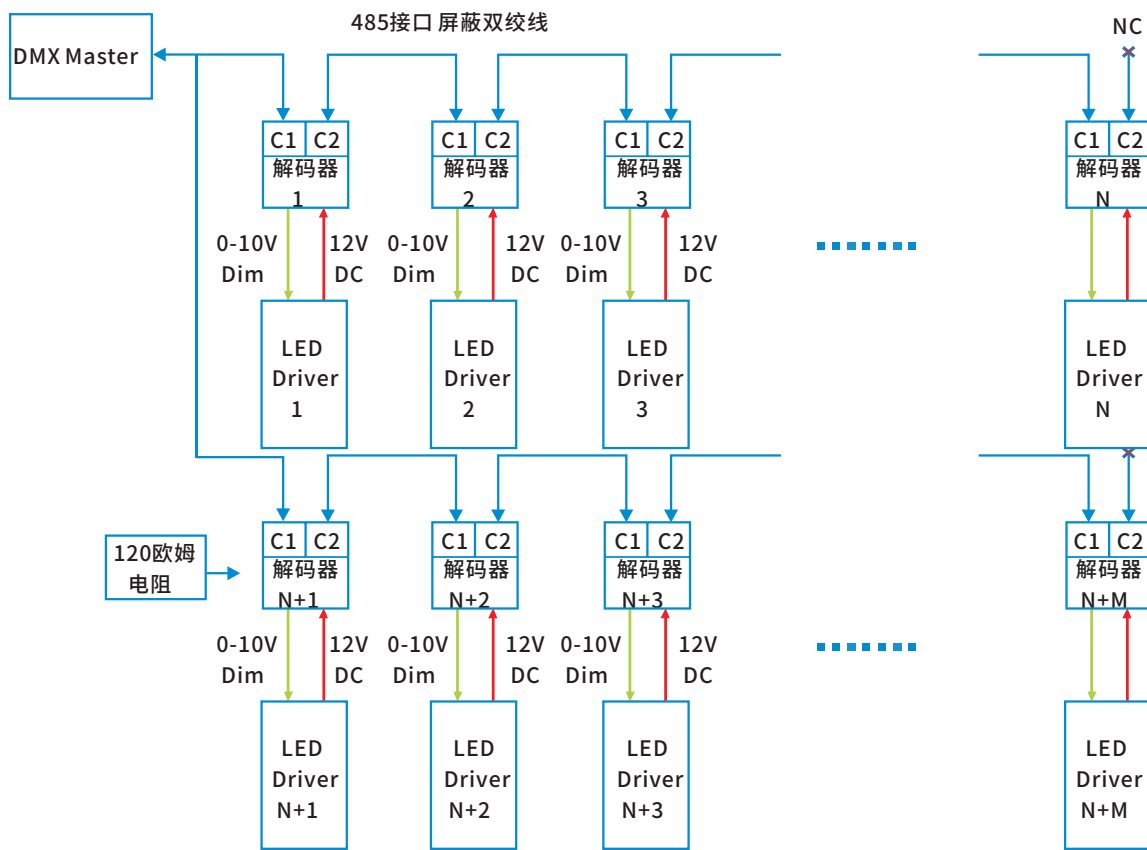 485接口 屏蔽双绞线
NC
DMX Master
C1 C2
C1 C2
C1 C2
C1 C2
解码器
1
解码器
2
解码器
3
解码器
N
0-10V
Dim
12V
DC
0-10V
Dim
12V
DC
0-10V
Dim
12V
DC
LED
Driver
1
LED
Driver
2
LED
Driver
3
LED
Driver
N
120欧姆
电阻
C1 C2
C1 C2
C1 C2
C1 C2
解码器
N+1
解码器
N+2
解码器
N+3
解码器
N+M
0-10V
Dim
12V
DC
0-10V
Dim
12V
DC
0-10V
Dim
12V
DC
LED
Driver
N+1
LED
Driver
N+2
LED
Driver
N+3
LED
Driver
N+M